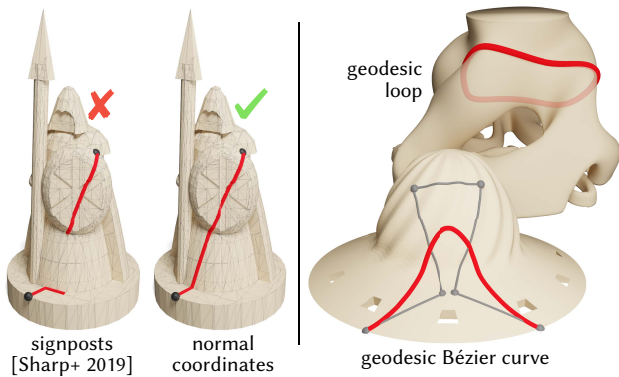 signposts
[Sharp+ 2019]
normal
coordinates
geodesic
loop
geodesic Bézier curve